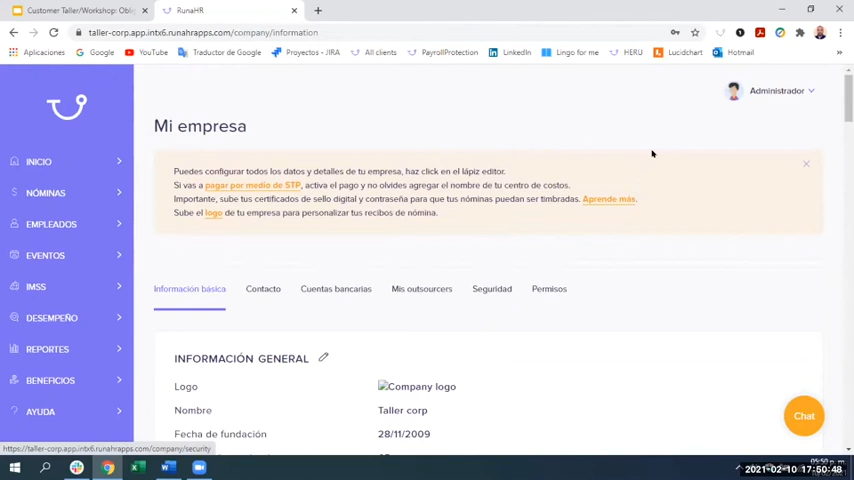 Customer Taller/Workshop: Oblig
RunaHR
taller-corp.app.intx6.runahrapps.com/company/information
Aplicaciones Google YouTube Traductor de Google Proyectos - JIRA All clients PayrollProtection LinkedIn Lingo for me HERU Lucidchart Hotmail
Administrador
Mi empresa
Puedes configurar todos los datos y detalles de tu empresa, haz click en el lápiz editor.
Si vas a pagar por medio de STP, activa el pago y no olvides agregar el nombre de tu centro de costos.
Importante, sube tus certificados de sello digital y contraseña para que tus nóminas puedan ser timbradas. Aprende más.
Sube el logo de tu empresa para personalizar tus recibos de nómina.
INICIO
NÓMINAS
EMPLEADOS
EVENTOS
IMSS
DESEMPEÑO
REPORTES
BENEFICIOS
AYUDA
Información básica Contacto Cuentas bancarias Mis outsourcers Seguridad Permisos
INFORMACIÓN GENERAL
Logo Company logo
Nombre Taller corp
Fecha de fundación 28/11/2009
Chat
https://taller-corp.app.intx6.runahrapps.com/company/security
2021-02-10 17:50:48